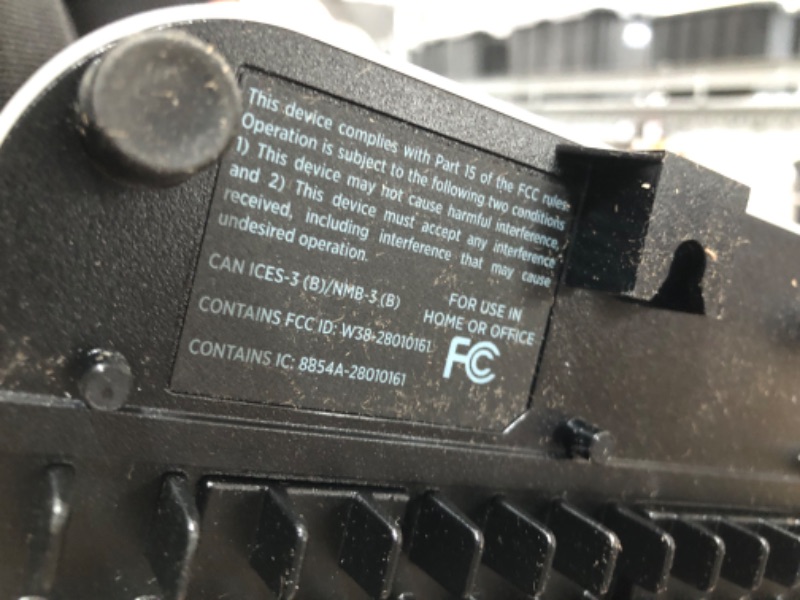 This device complies with Part 15 of the FCC rules.
Operation is subject to the following two conditions
1) This device may not cause harmful interference,
and 2) This device must accept any interference
received, including interference that may cause
undesired operation.
CAN ICES-3 (B)/NMB-3 (B)
FOR USE IN
HOME OR OFFICE
CONTAINS FCC ID: W38-28010161
CONTAINS IC: 8854A-28010161
FC